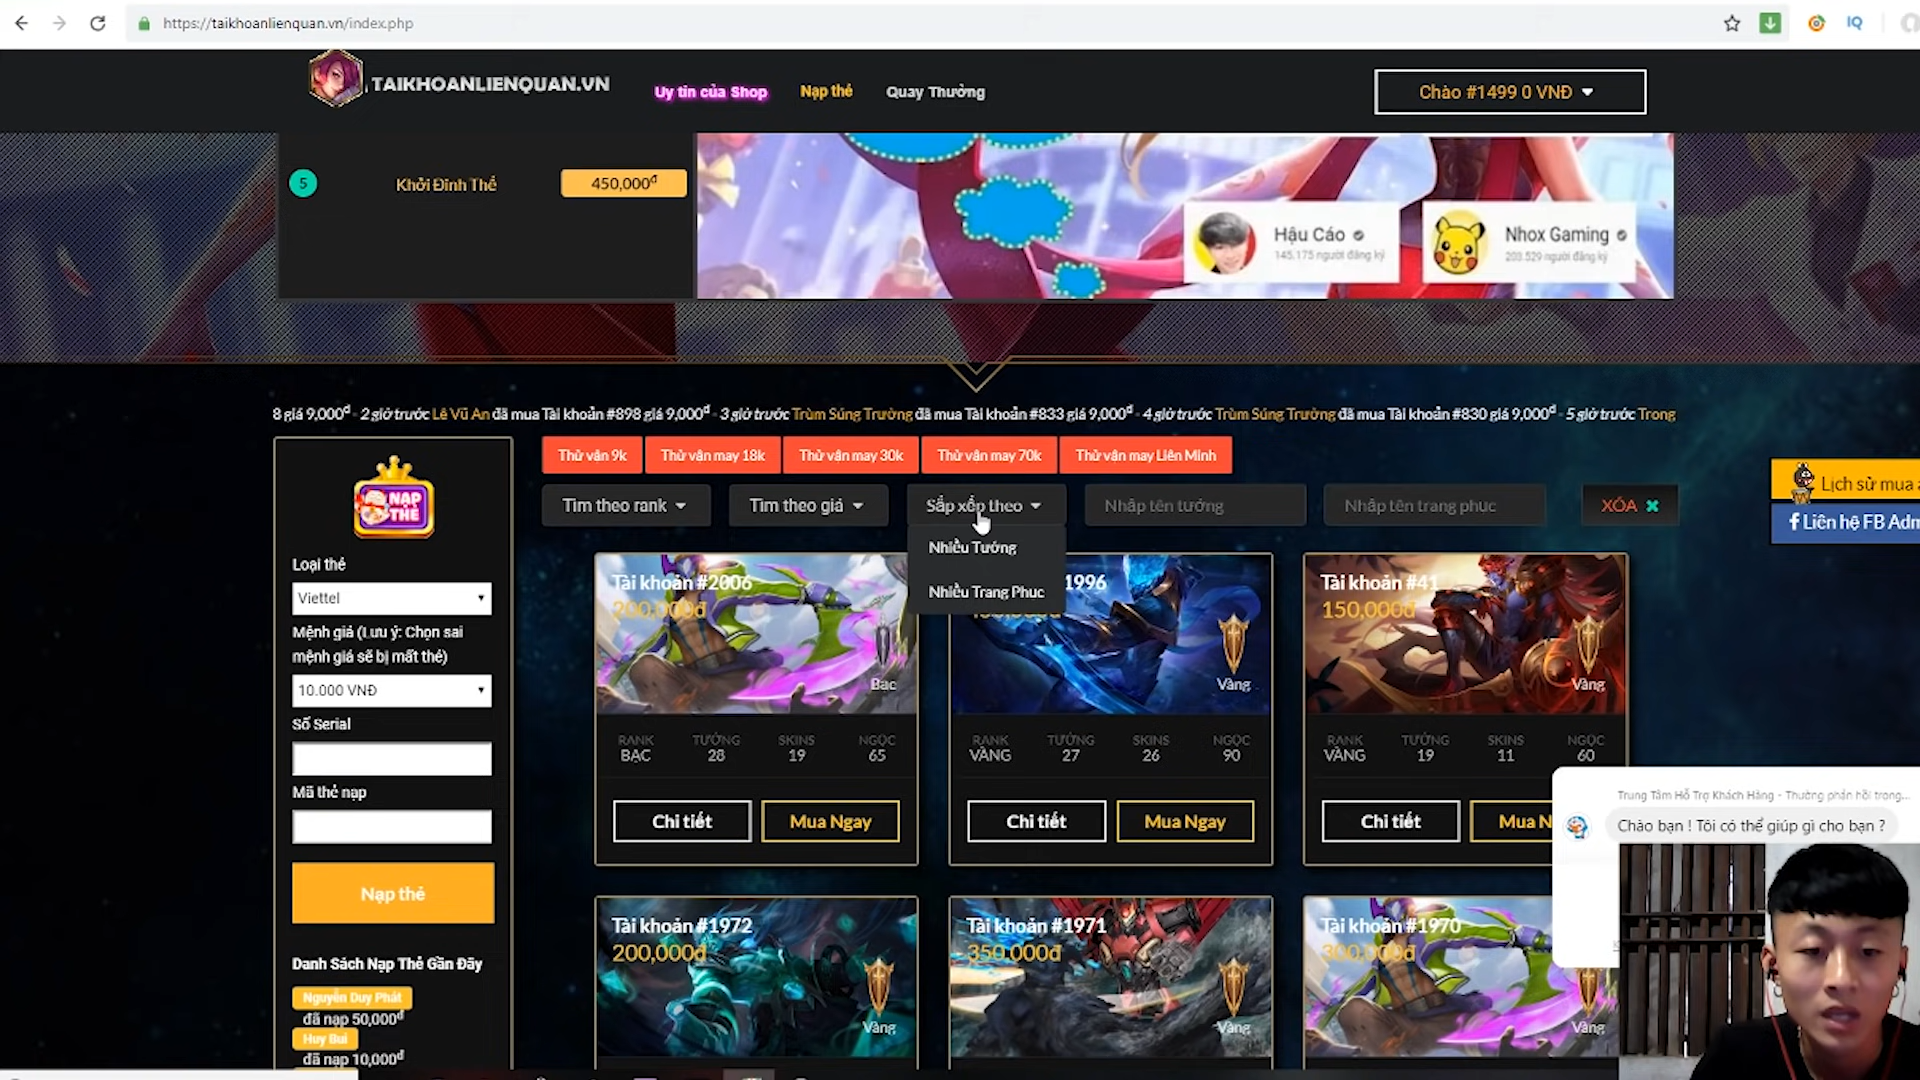 https://taikhoanlienquan.vn/index.php
IQ
TAIKHOANLIENQUAN.VN
Uy tín của Shop
Nạp thẻ
Quay Thưởng
Chào #1499 0 VNĐ
5
Khởi Đinh Thế
450,000đ
Hậu Cáo
145.175 người đăng ký
Nhox Gaming
203.529 người đăng ký
8 giá 9,000đ - 2 giờ trước Lê Vũ An đã mua Tài khoản #898 giá 9,000đ - 3 giờ trước Trùm Súng Trường đã mua Tài khoản #833 giá 9,000đ - 4 giờ trước Trùm Súng Trường đã mua Tài khoản #830 giá 9,000đ - 5 giờ trước Trong
Thử vận 9k
Thử vận may 18k
Thử vận may 30k
Thử vận may 70k
Thử vận may Liên Minh
Tìm theo rank
Tìm theo giá
Sắp xếp theo
Nhập tên tướng
Nhập tên trang phục
XÓA
Nhiều Tướng
Nhiều Trang Phục
Lịch sử mua
Liên hệ FB Adm
NẠP THẺ
Loại thẻ
Viettel
Mệnh giá (Lưu ý: Chọn sai
mệnh giá sẽ bị mất thẻ)
10.000 VNĐ
Số Serial
Mã thẻ nạp
Nạp thẻ
Danh Sách Nạp Thẻ Gần Đây
Nguyễn Duy Phát
đã nạp 50,000đ
Huy Bui
đã nạp 10,000đ
Tài khoản #2006
200,000đ
Bạc
RANK TƯỚNG SKINS NGỌC
BẠC 28 19 65
Chi tiết
Mua Ngay
1996
Vàng
RANK TƯỚNG SKINS NGỌC
VÀNG 27 26 90
Chi tiết
Mua Ngay
Tài khoản #41
150,000đ
Vàng
RANK TƯỚNG SKINS NGỌC
VÀNG 19 11 60
Chi tiết
Mua N
Tài khoản #1972
200,000đ
Vàng
Tài khoản #1971
350,000đ
Vàng
Tài khoản #1970
300,000đ
Vàng
Trung Tâm Hỗ Trợ Khách Hàng - Thường phản hồi trong...
Chào bạn ! Tôi có thể giúp gì cho bạn ?